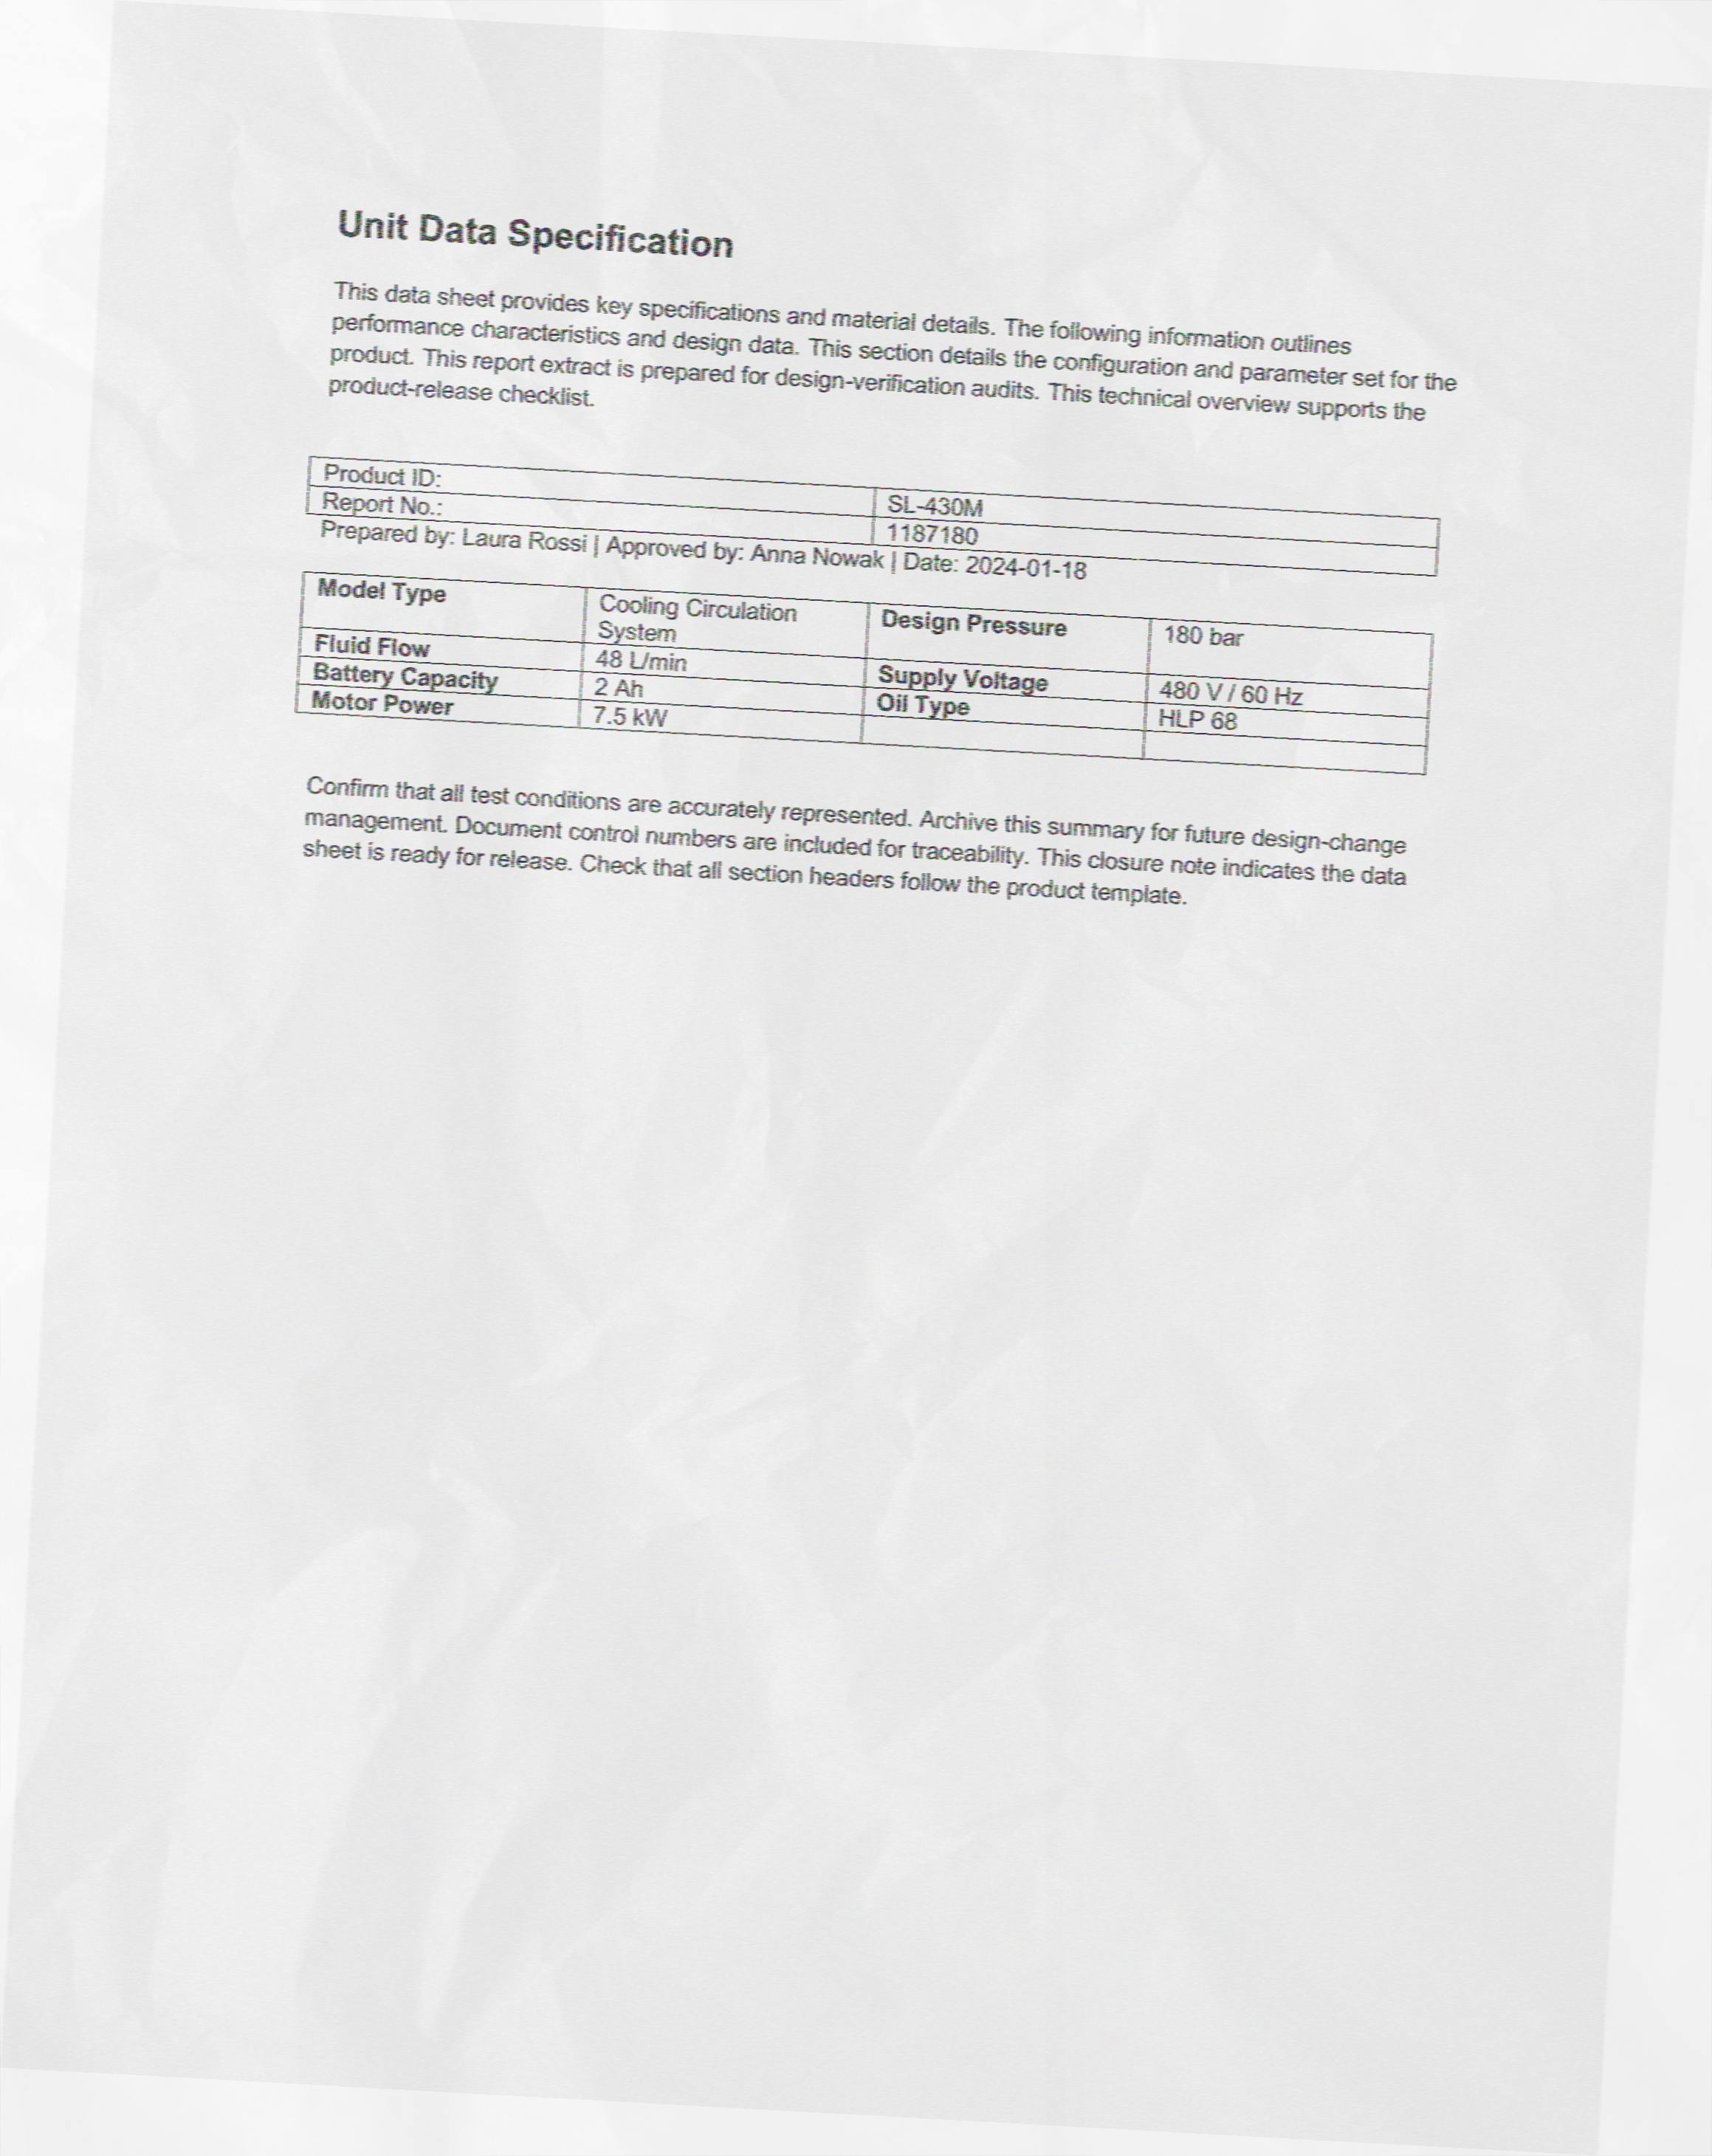 Unit Data Specification
This data sheet provides key specifications and material details. The following information outlines
performance characteristics and design data. This section details the configuration and parameter set for the
product. This report extract is prepared for design-verification audits. This technical overview supports the
product-release checklist.
Product ID: SL-430M
Report No.: 1187180
Prepared by: Laura Rossi | Approved by: Anna Nowak | Date: 2024-01-18
Model Type Cooling Circulation Design Pressure 180 bar
System
Fluid Flow 48 L/min Supply Voltage 480 V / 60 Hz
Battery Capacity 2 Ah Oil Type HLP 68
Motor Power 7.5 kW
Confirm that all test conditions are accurately represented. Archive this summary for future design-change
management. Document control numbers are included for traceability. This closure note indicates the data
sheet is ready for release. Check that all section headers follow the product template.